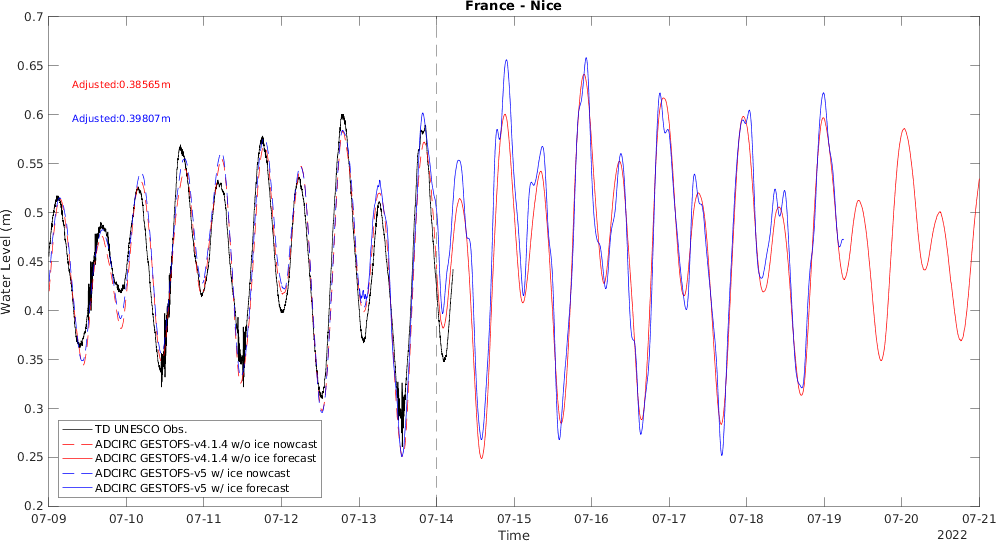 France - Nice
0.7
0.65
0.6
0.55
0.5
0.45
0.4
0.35
0.3
0.25
0.2
Water Level (m)
Adjusted:0.38565m
Adjusted:0.39807m
TD UNESCO Obs.
ADCIRC GESTOFS-v4.1.4 w/o ice nowcast
ADCIRC GESTOFS-v4.1.4 w/o ice forecast
ADCIRC GESTOFS-v5 w/ ice nowcast
ADCIRC GESTOFS-v5 w/ ice forecast
07-09 07-10 07-11 07-12 07-13 07-14 07-15 07-16 07-17 07-18 07-19 07-20 07-21
Time
2022